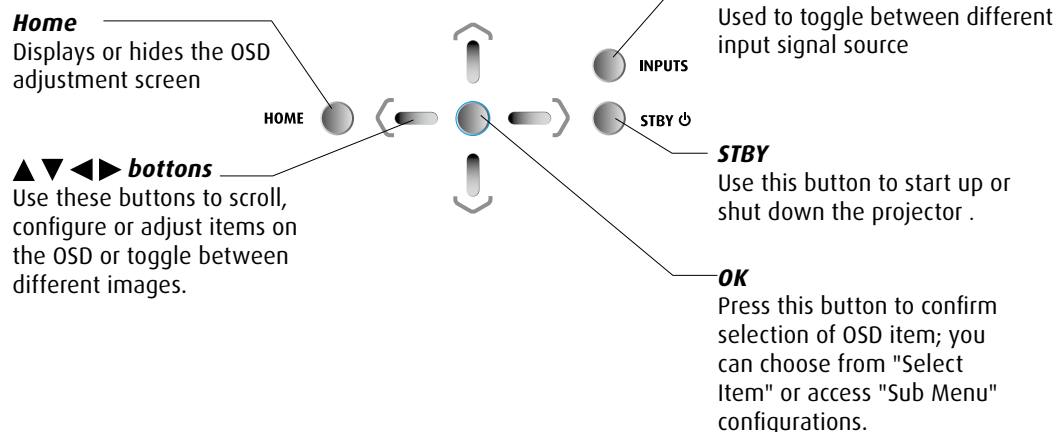 Home
Displays or hides the OSD
adjustment screen
▲ ▼ ◀ ▶ bottons
Use these buttons to scroll,
configure or adjust items on
the OSD or toggle between
different images.
HOME
INPUTS
STBY ⏻
Used to toggle between different
input signal source
STBY
Use this button to start up or
shut down the projector .
OK
Press this button to confirm
selection of OSD item; you
can choose from "Select
Item" or access "Sub Menu"
configurations.